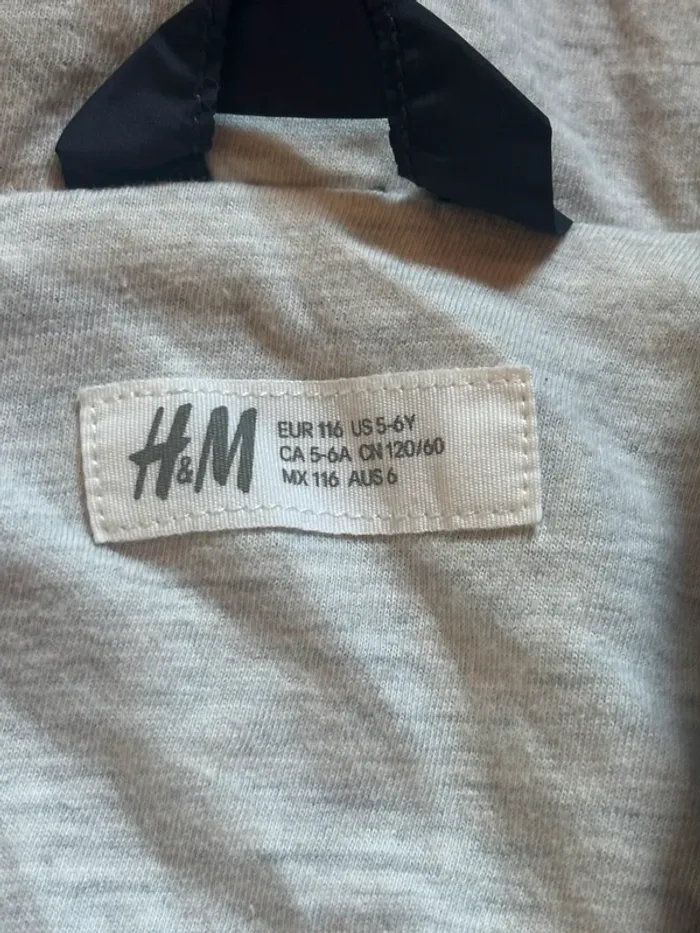 H&M
EUR 116 US 5-6Y
CA 5-6A CN 120/60
MX 116 AUS 6